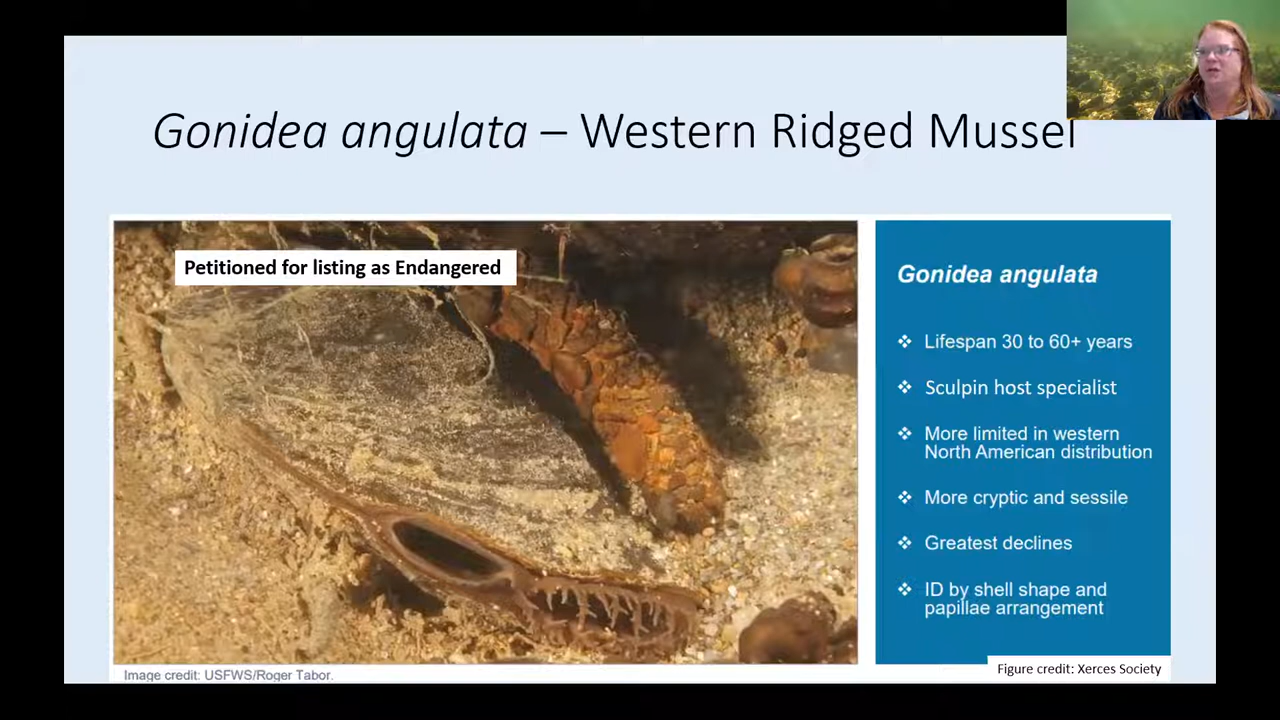 Gonidea angulata – Western Ridged Mussel
Petitioned for listing as Endangered
Gonidea angulata
❖ Lifespan 30 to 60+ years
❖ Sculpin host specialist
❖ More limited in western
North American distribution
❖ More cryptic and sessile
❖ Greatest declines
❖ ID by shell shape and
papillae arrangement
Image credit: USFWS/Roger Tabor.
Figure credit: Xerces Society